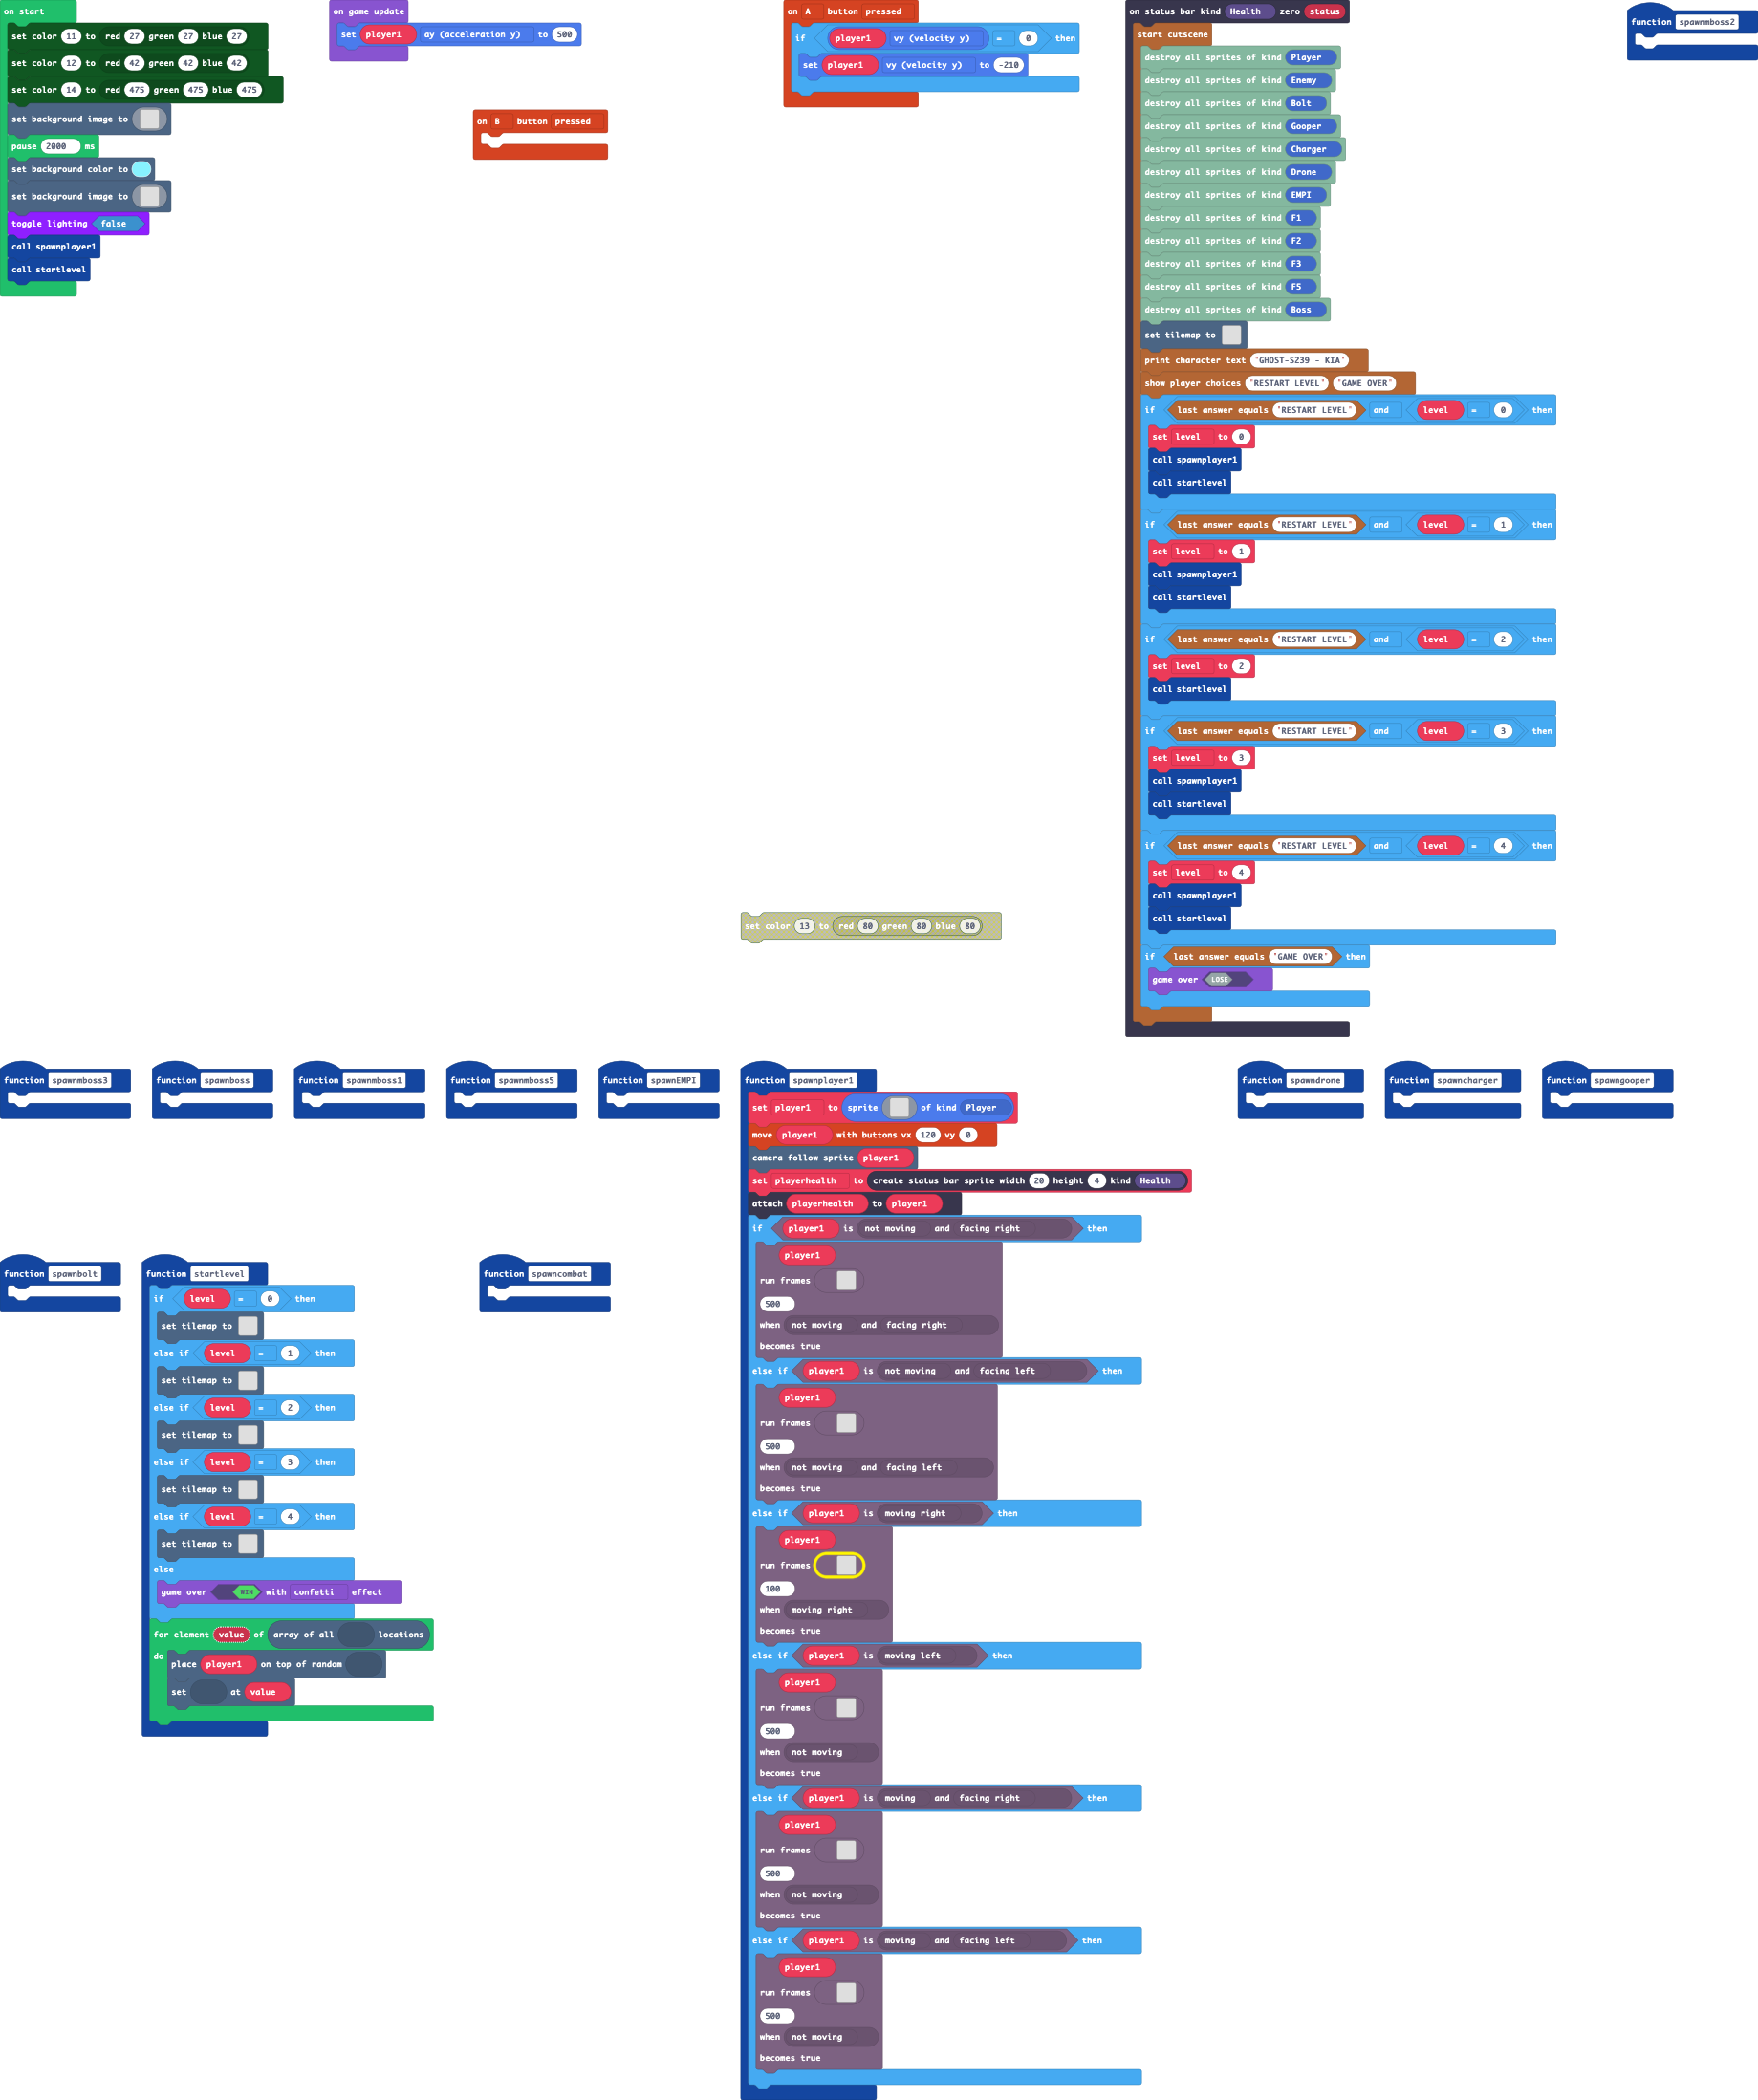 on start
set color 11 to red 27 green 27 blue 27
set color 12 to red 42 green 42 blue 42
set color 14 to red 475 green 475 blue 475
set background image to
pause 2000 ms
set background color to
set background image to
toggle lighting false
call spawnplayer1
call startlevel
on game update
set player1 ay (acceleration y) to 500
on B button pressed
on A button pressed
if player1 vy (velocity y) = 0 then
set player1 vy (velocity y) to -210
on status bar kind Health zero status
start cutscene
destroy all sprites of kind Player
destroy all sprites of kind Enemy
destroy all sprites of kind Bolt
destroy all sprites of kind Gooper
destroy all sprites of kind Charger
destroy all sprites of kind Drone
destroy all sprites of kind EMPI
destroy all sprites of kind F1
destroy all sprites of kind F2
destroy all sprites of kind F3
destroy all sprites of kind F5
destroy all sprites of kind Boss
set tilemap to
print character text "GHOST-S239 - KIA"
show player choices "RESTART LEVEL" "GAME OVER"
if last answer equals "RESTART LEVEL" and level = 0 then
set level to 0
call spawnplayer1
call startlevel
if last answer equals "RESTART LEVEL" and level = 1 then
set level to 1
call spawnplayer1
call startlevel
if last answer equals "RESTART LEVEL" and level = 2 then
set level to 2
call startlevel
if last answer equals "RESTART LEVEL" and level = 3 then
set level to 3
call spawnplayer1
call startlevel
if last answer equals "RESTART LEVEL" and level = 4 then
set level to 4
call spawnplayer1
call startlevel
if last answer equals "GAME OVER" then
game over LOSE
function spawnmboss2
set color 13 to red 80 green 80 blue 80
function spawnmboss3
function spawnboss
function spawnmboss1
function spawnmboss5
function spawnEMPI
function spawnplayer1
set player1 to sprite of kind Player
move player1 with buttons vx 120 vy 0
camera follow sprite player1
set playerhealth to create status bar sprite width 20 height 4 kind Health
attach playerhealth to player1
if player1 is not moving and facing right then
player1
run frames
500
when not moving and facing right
becomes true
else if player1 is not moving and facing left then
player1
run frames
500
when not moving and facing left
becomes true
else if player1 is moving right then
player1
run frames
100
when moving right
becomes true
else if player1 is moving left then
player1
run frames
500
when not moving
becomes true
else if player1 is moving and facing right then
player1
run frames
500
when not moving
becomes true
else if player1 is moving and facing left then
player1
run frames
500
when not moving
becomes true
function spawndrone
function spawncharger
function spawngooper
function spawnbolt
function startlevel
if level = 0 then
set tilemap to
else if level = 1 then
set tilemap to
else if level = 2 then
set tilemap to
else if level = 3 then
set tilemap to
else if level = 4 then
set tilemap to
else
game over WIN with confetti effect
for element value of array of all locations
do
place player1 on top of random
set at value
function spawncombat